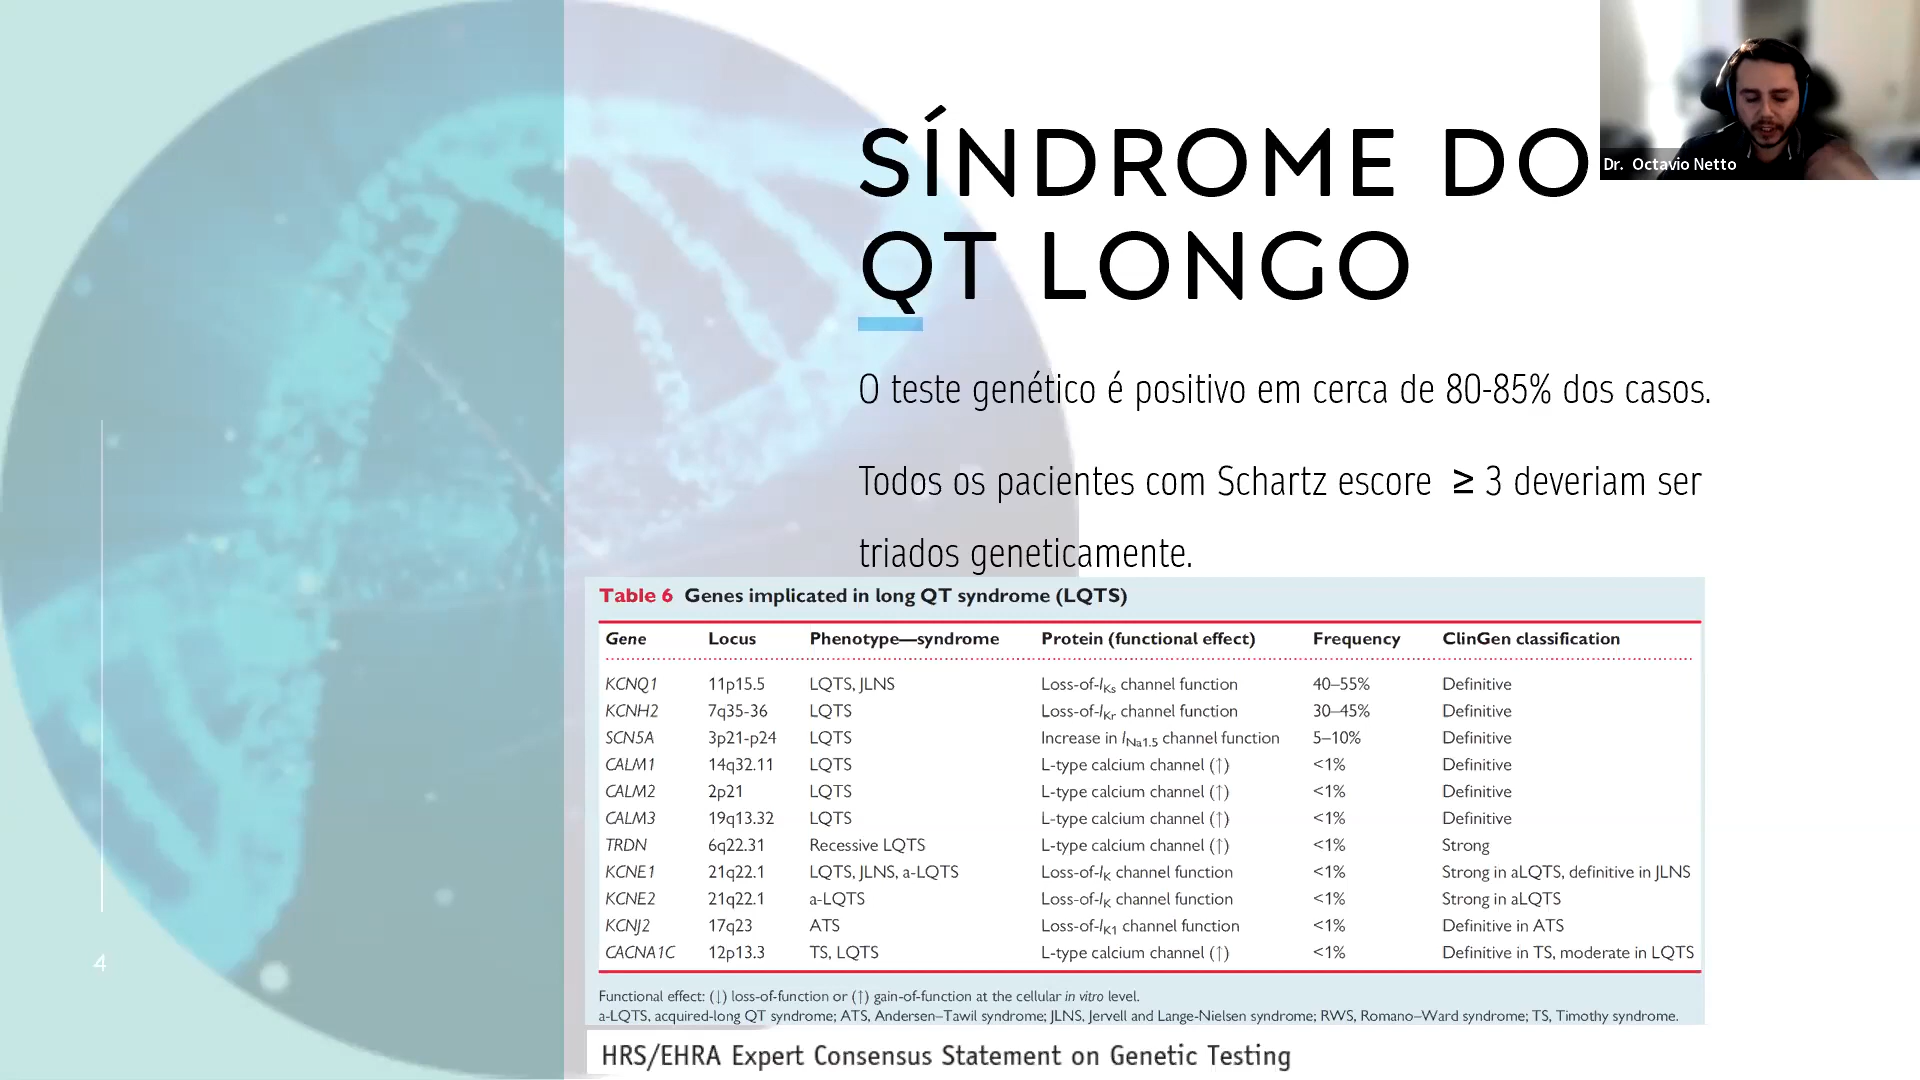 SÍNDROME DO
QT LONGO
Dr. Octavio Netto
O teste genético é positivo em cerca de 80-85% dos casos.
Todos os pacientes com Schartz escore ≥ 3 deveriam ser
triados geneticamente.
Table 6 Genes implicated in long QT syndrome (LQTS)
Gene Locus Phenotype—syndrome Protein (functional effect) Frequency ClinGen classification
KCNQ1 11p15.5 LQTS, JLNS Loss-of-IKs channel function 40–55% Definitive
KCNH2 7q35-36 LQTS Loss-of-IKr channel function 30–45% Definitive
SCN5A 3p21-p24 LQTS Increase in INa1.5 channel function 5–10% Definitive
CALM1 14q32.11 LQTS L-type calcium channel (↑) <1% Definitive
CALM2 2p21 LQTS L-type calcium channel (↑) <1% Definitive
CALM3 19q13.32 LQTS L-type calcium channel (↑) <1% Definitive
TRDN 6q22.31 Recessive LQTS L-type calcium channel (↑) <1% Strong
KCNE1 21q22.1 LQTS, JLNS, a-LQTS Loss-of-IK channel function <1% Strong in aLQTS, definitive in JLNS
KCNE2 21q22.1 a-LQTS Loss-of-IK channel function <1% Strong in aLQTS
KCNJ2 17q23 ATS Loss-of-IK1 channel function <1% Definitive in ATS
CACNA1C 12p13.3 TS, LQTS L-type calcium channel (↑) <1% Definitive in TS, moderate in LQTS
Functional effect: (↓) loss-of-function or (↑) gain-of-function at the cellular in vitro level.
a-LQTS, acquired-long QT syndrome; ATS, Andersen–Tawil syndrome; JLNS, Jervell and Lange-Nielsen syndrome; RWS, Romano–Ward syndrome; TS, Timothy syndrome.
HRS/EHRA Expert Consensus Statement on Genetic Testing
4